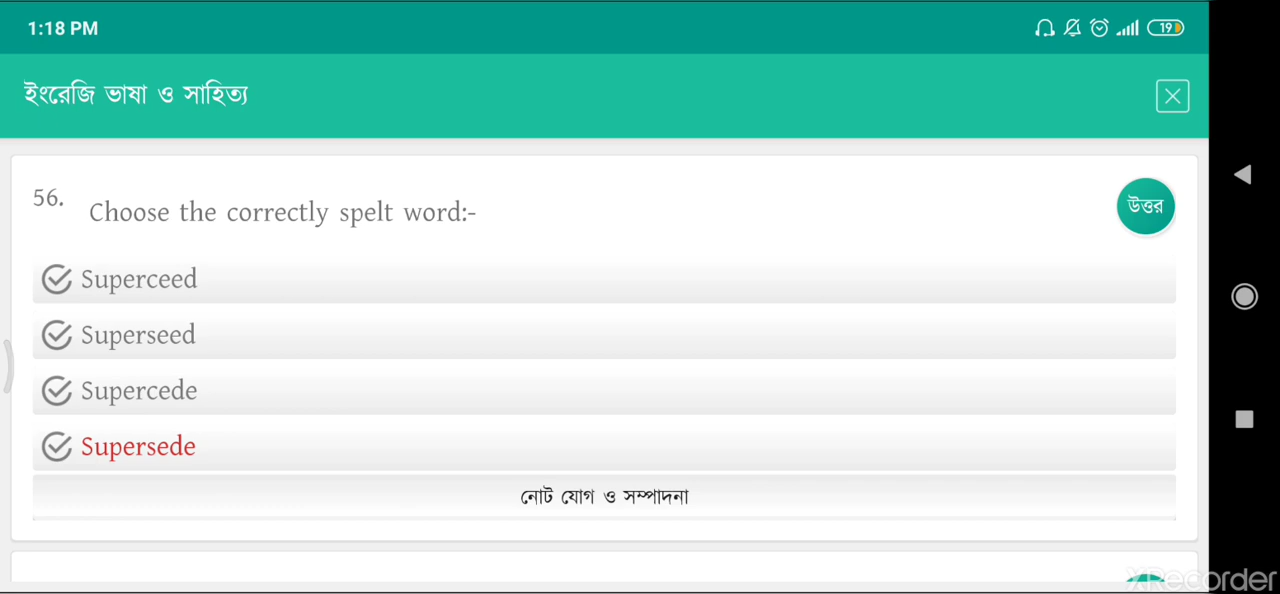 1:18 PM
19
ইংরেজি ভাষা ও সাহিত্য
56. Choose the correctly spelt word:-
উত্তর
Superceed
Superseed
Supercede
Supersede
নোট যোগ ও সম্পাদনা
XRecorder